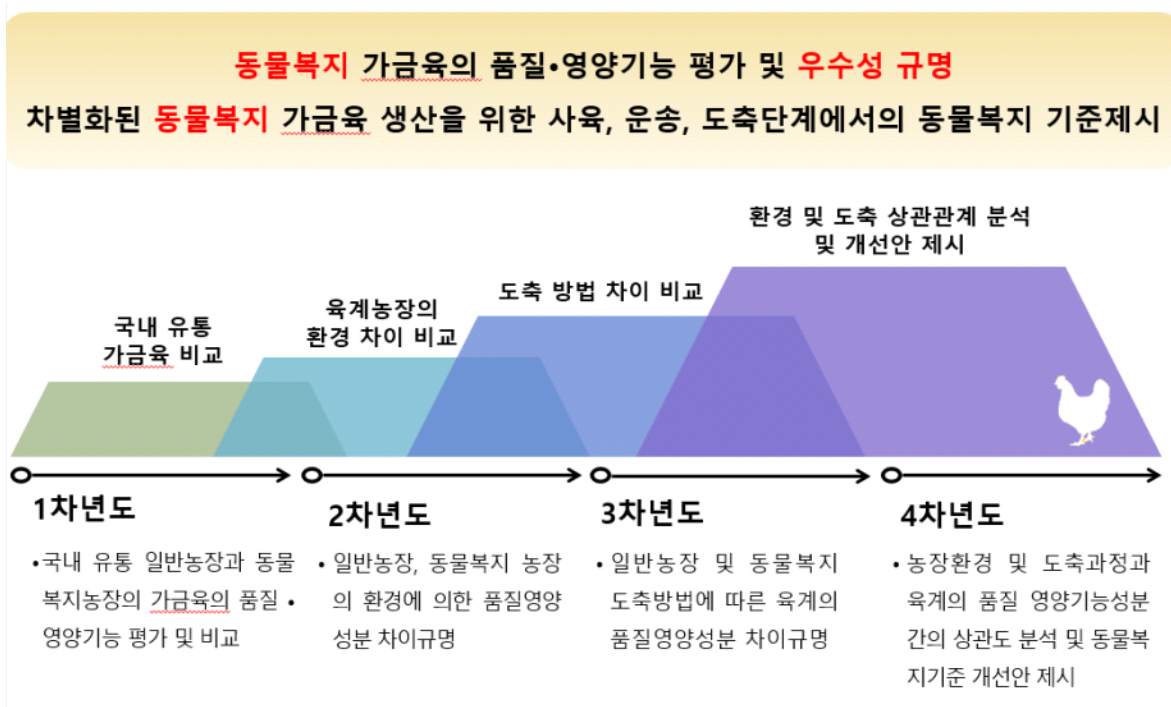 동물복지 가금육의 품질•영양기능 평가 및 우수성 규명
차별화된 동물복지 가금육 생산을 위한 사육, 운송, 도축단계에서의 동물복지 기준제시
환경 및 도축 상관관계 분석
및 개선안 제시
도축 방법 차이 비교
육계농장의
환경 차이 비교
국내 유통
가금육 비교
1차년도
•국내 유통 일반농장과 동물
복지농장의 가금육의 품질 •
영양기능 평가 및 비교
2차년도
• 일반농장, 동물복지 농장
의 환경에 의한 품질영양
성분 차이규명
3차년도
• 일반농장 및 동물복지
도축방법에 따른 육계의
품질영양성분 차이규명
4차년도
• 농장환경 및 도축과정과
육계의 품질 영양기능성분
간의 상관도 분석 및 동물복
지기준 개선안 제시